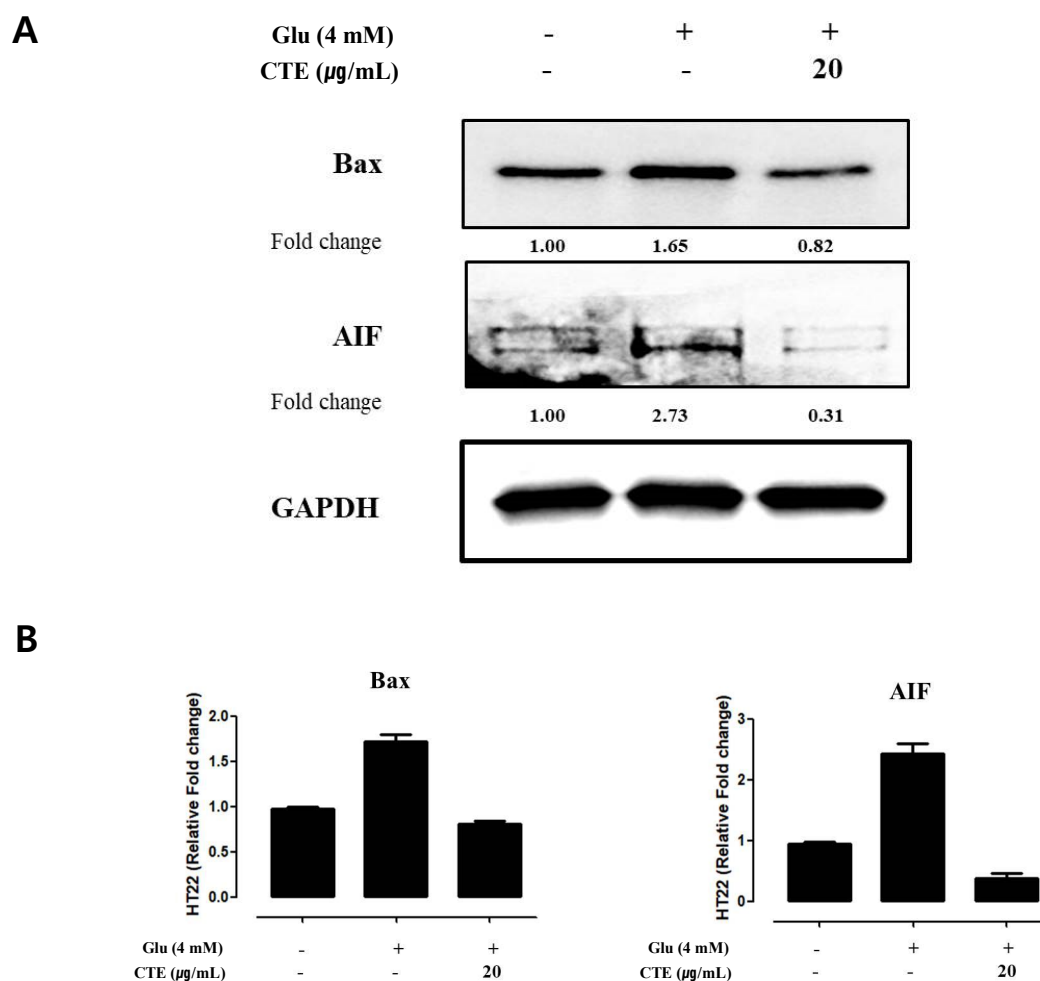 A
Glu (4 mM) - + +
CTE (㎍/mL) - - 20
Bax
Fold change 1.00 1.65 0.82
AIF
Fold change 1.00 2.73 0.31
GAPDH
B
Bax
HT22 (Relative Fold change)
2.0
1.5
1.0
0.5
0.0
Glu (4 mM) - + +
CTE (㎍/mL) - - 20
AIF
HT22 (Relative Fold change)
3
2
1
0
Glu (4 mM) - + +
CTE (㎍/mL) - - 20